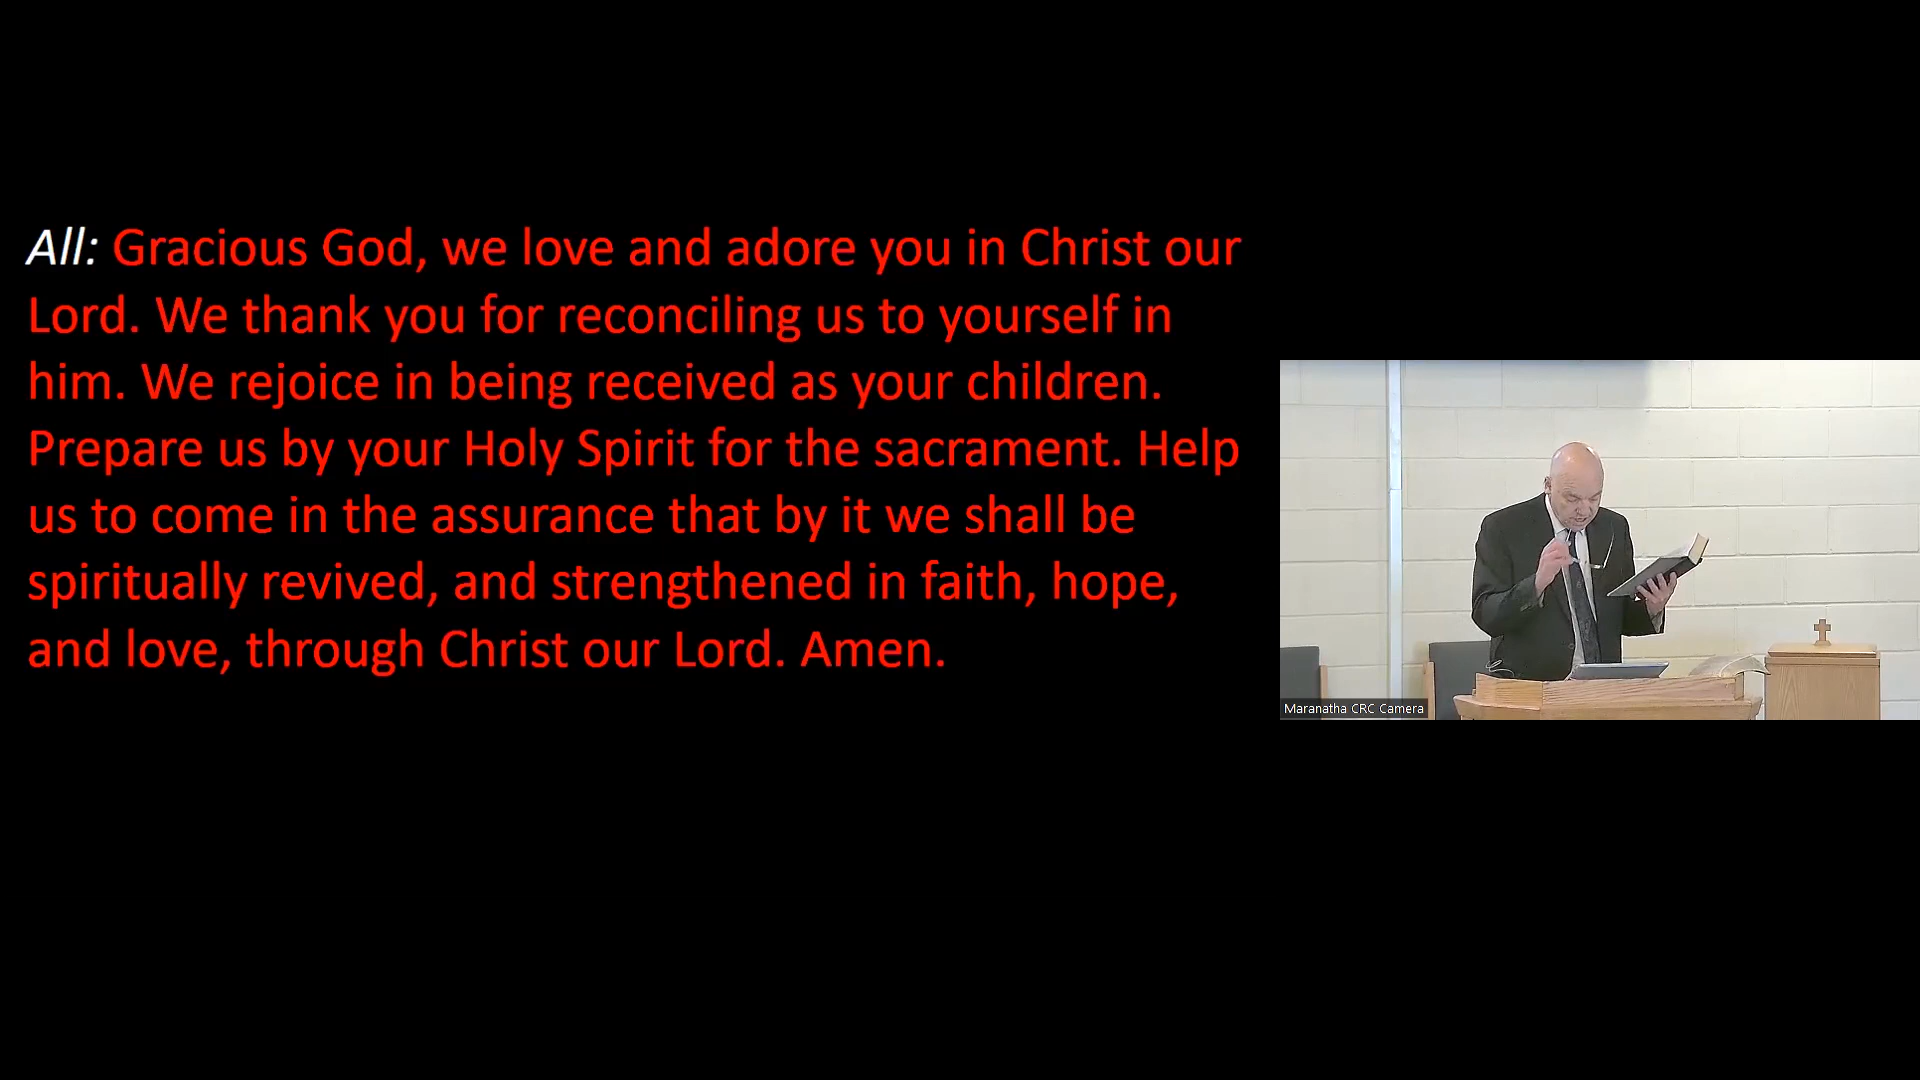 All: Gracious God, we love and adore you in Christ our
Lord. We thank you for reconciling us to yourself in
him. We rejoice in being received as your children.
Prepare us by your Holy Spirit for the sacrament. Help
us to come in the assurance that by it we shall be
spiritually revived, and strengthened in faith, hope,
and love, through Christ our Lord. Amen.
Maranatha CRC Camera